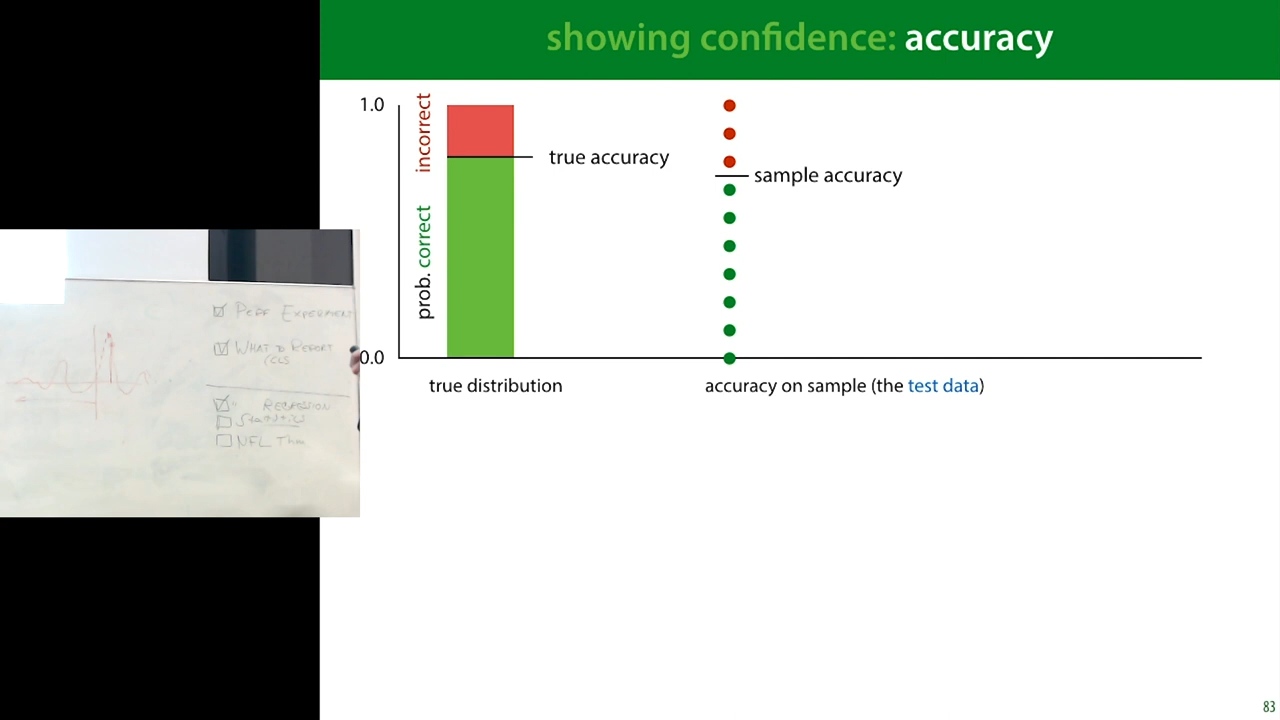 showing confidence: accuracy
1.0
incorrect
true accuracy
sample accuracy
prob. correct
0.0
true distribution
accuracy on sample (the test data)
PERF EXPERIMENT
WHAT TO REPORT
REGRESSION
NFL
83